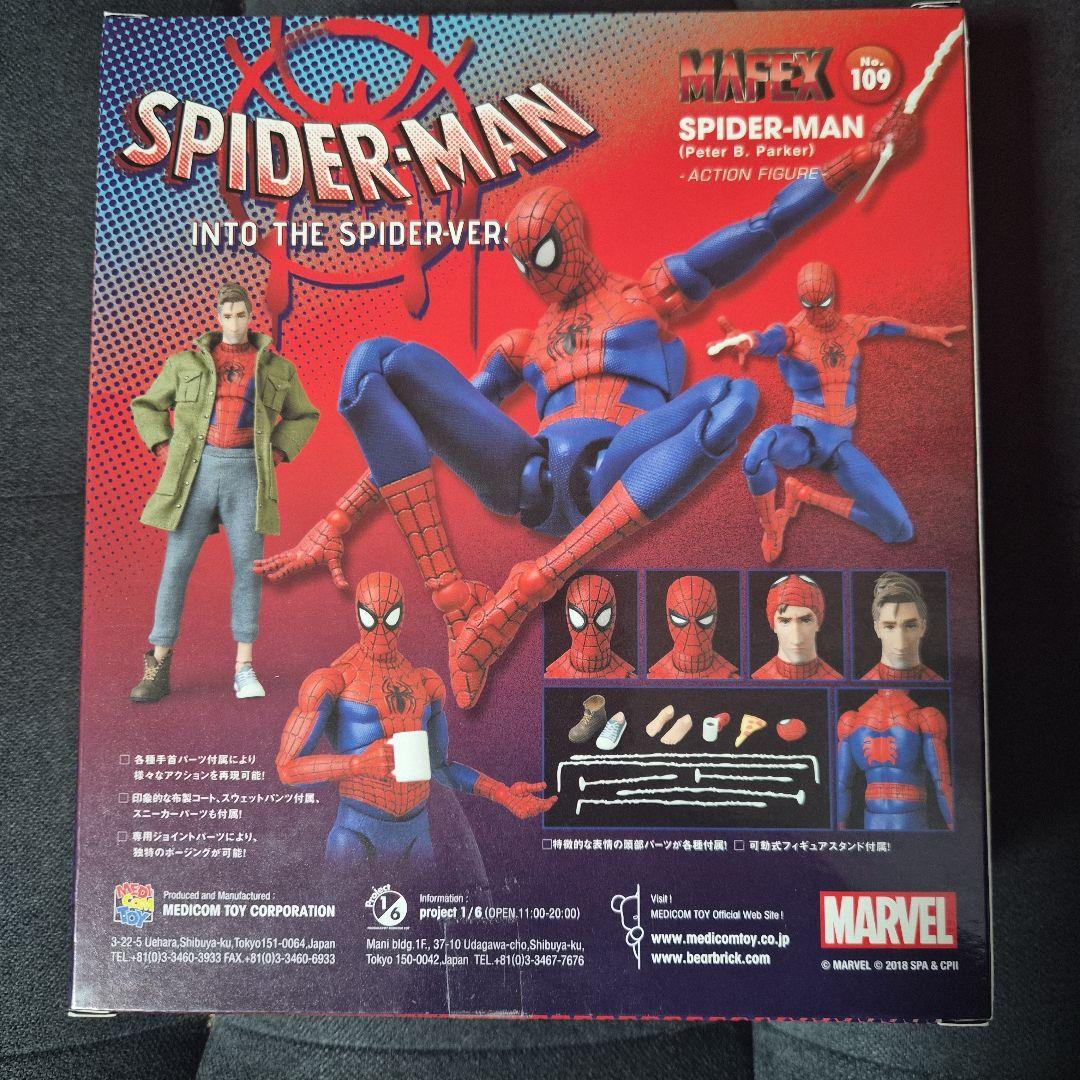 SPIDER-MAN
INTO THE SPIDER-VERS
MAFEX
No.
109
SPIDER-MAN
(Peter B. Parker)
- ACTION FIGURE -
□ 各種手首パーツ付属により
様々なアクションを再現可能!
□ 印象的な布製コート、スウェットパンツ付属、
スニーカーパーツも付属!
□ 専用ジョイントパーツにより、
独特のポージングが可能!
□特徴的な表情の頭部パーツが各種付属! □ 可動式フィギュアスタンド付属!
MEDI
COM
TOY
Produced and Manufactured :
MEDICOM TOY CORPORATION
3-22-5 Uehara,Shibuya-ku,Tokyo151-0064,Japan
TEL.+81(0)3-3460-3933 FAX.+81(0)3-3460-6933
Project
1/6
Information :
project 1/6 (OPEN.11:00-20:00)
Mani bldg.1F, 37-10 Udagawa-cho,Shibuya-ku,
Tokyo 150-0042,Japan TEL.+81(0)3-3467-7676
Visit !
MEDICOM TOY Official Web Site !
www.medicomtoy.co.jp
www.bearbrick.com
MARVEL
© MARVEL © 2018 SPA & CPII